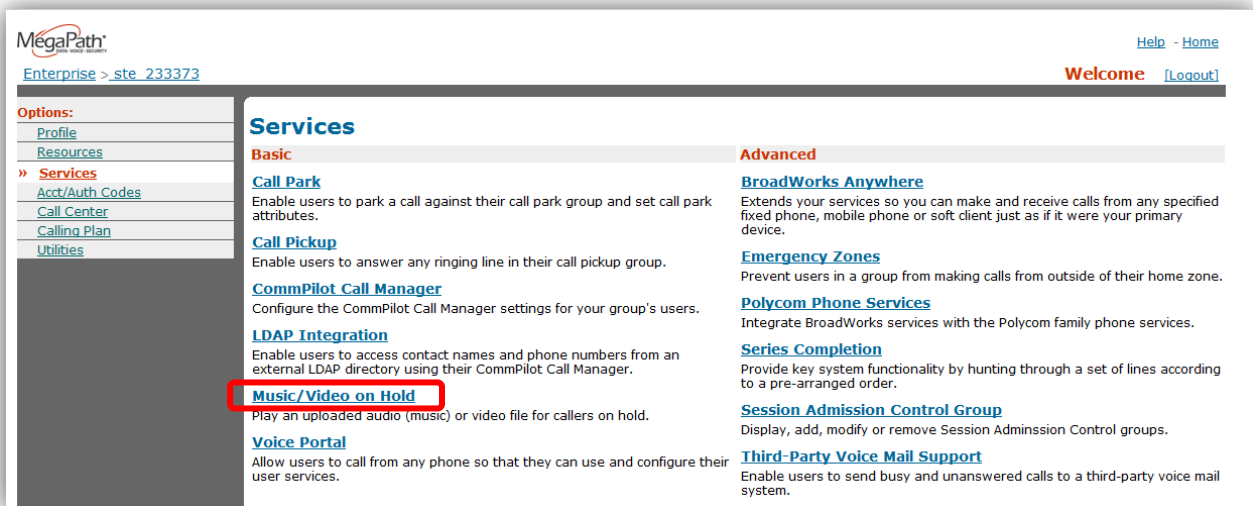 MegaPath
DATA · VOICE · SECURITY
Help - Home
Enterprise > ste_233373
Welcome [Logout]
Options:
Profile
Resources
» Services
Acct/Auth Codes
Call Center
Calling Plan
Utilities
Services
Basic
Call Park
Enable users to park a call against their call park group and set call park
attributes.
Call Pickup
Enable users to answer any ringing line in their call pickup group.
CommPilot Call Manager
Configure the CommPilot Call Manager settings for your group's users.
LDAP Integration
Enable users to access contact names and phone numbers from an
external LDAP directory using their CommPilot Call Manager.
Music/Video on Hold
Play an uploaded audio (music) or video file for callers on hold.
Voice Portal
Allow users to call from any phone so that they can use and configure their
user services.
Advanced
BroadWorks Anywhere
Extends your services so you can make and receive calls from any specified
fixed phone, mobile phone or soft client just as if it were your primary
device.
Emergency Zones
Prevent users in a group from making calls from outside of their home zone.
Polycom Phone Services
Integrate BroadWorks services with the Polycom family phone services.
Series Completion
Provide key system functionality by hunting through a set of lines according
to a pre-arranged order.
Session Admission Control Group
Display, add, modify or remove Session Adminssion Control groups.
Third-Party Voice Mail Support
Enable users to send busy and unanswered calls to a third-party voice mail
system.